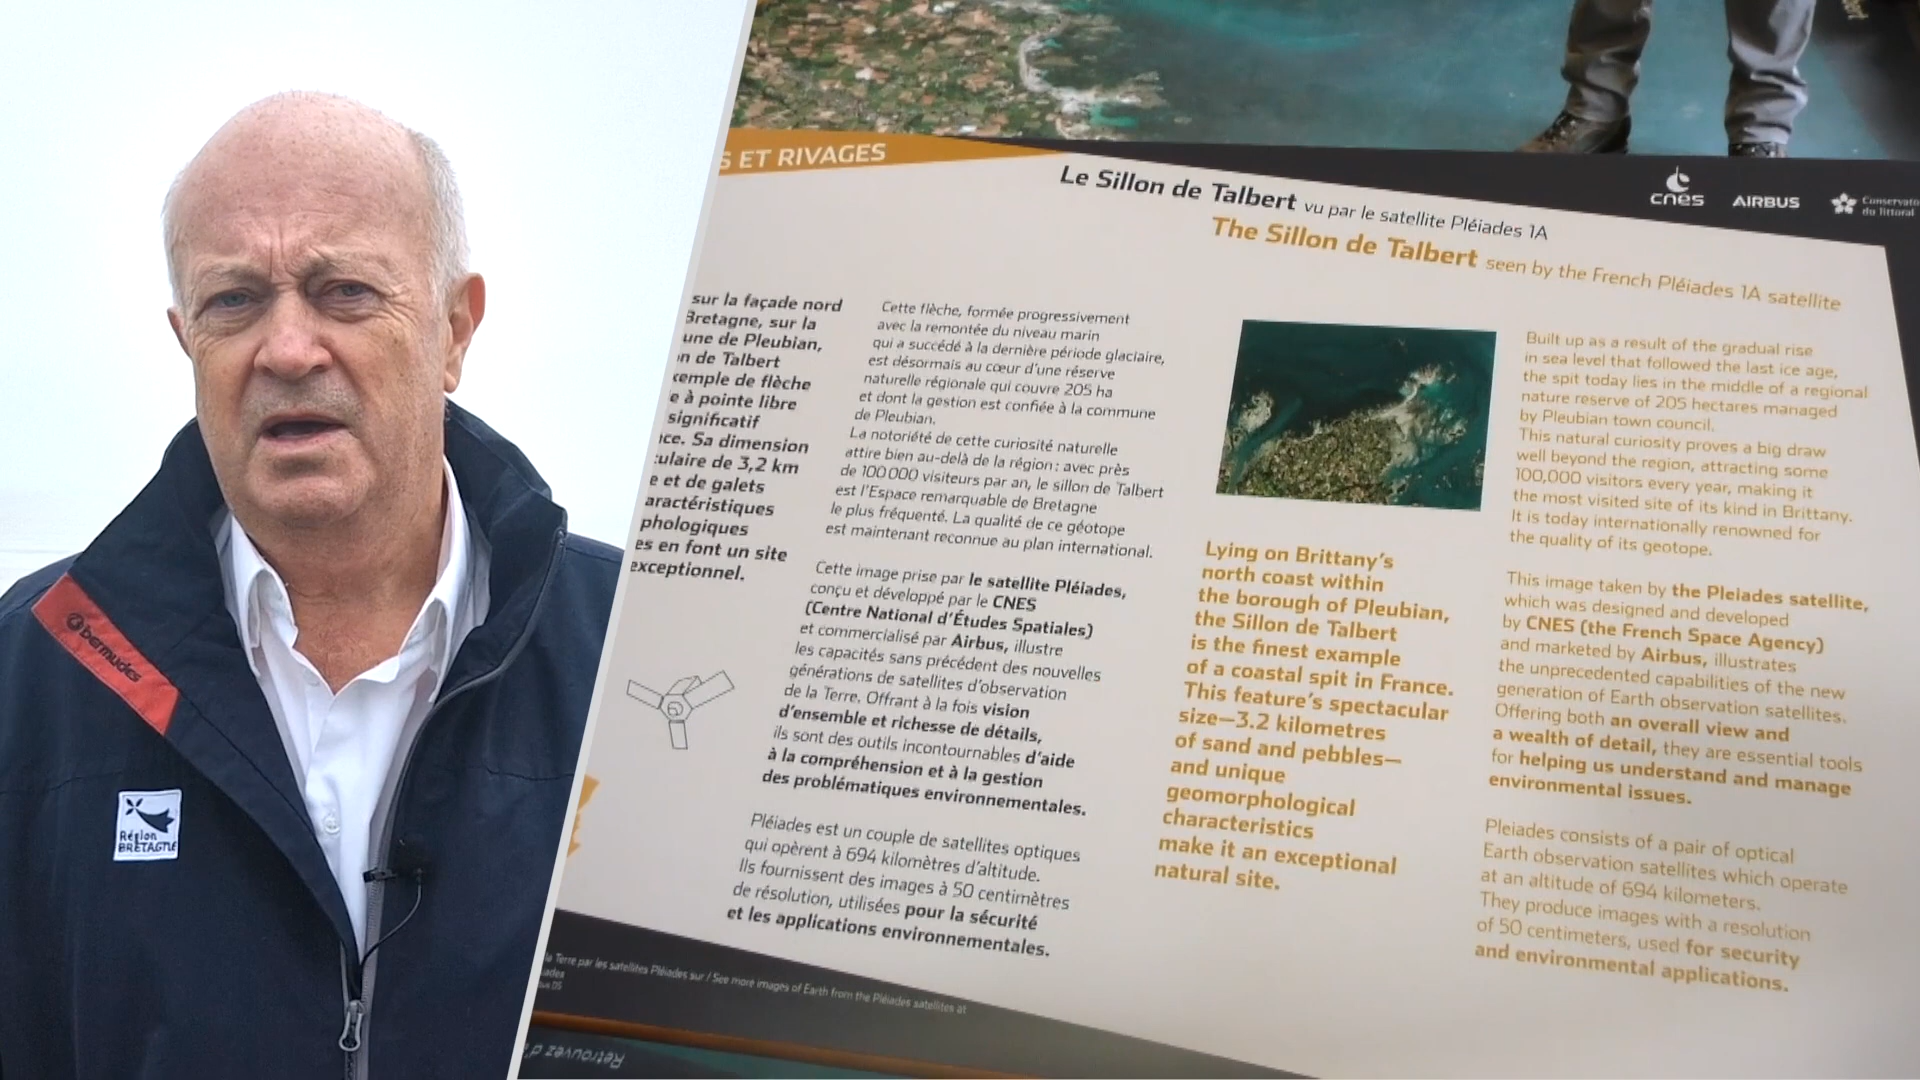 bermudes
Région
BRETAGNE
S ET RIVAGES
Le Sillon de Talbert vu par le satellite Pléiades 1A
The Sillon de Talbert seen by the French Pléiades 1A satellite
cnes
AIRBUS
Conservato
du littoral
sur la façade nord
Bretagne, sur la
une de Pleubian,
n de Talbert
xemple de flèche
e à pointe libre
significatif
nce. Sa dimension
culaire de 3,2 km
e et de galets
aractéristiques
phologiques
es en font un site
exceptionnel.
Cette flèche, formée progressivement
avec la remontée du niveau marin
qui a succédé à la dernière période glaciaire,
est désormais au cœur d'une réserve
naturelle régionale qui couvre 205 ha
et dont la gestion est confiée à la commune
de Pleubian.
La notoriété de cette curiosité naturelle
attire bien au-delà de la région : avec près
de 100 000 visiteurs par an, le sillon de Talbert
est l'Espace remarquable de Bretagne
le plus fréquenté. La qualité de ce géotope
est maintenant reconnue au plan international.
Cette image prise par le satellite Pléiades,
conçu et développé par le CNES
(Centre National d'Études Spatiales)
et commercialisé par Airbus, illustre
les capacités sans précédent des nouvelles
générations de satellites d'observation
de la Terre. Offrant à la fois vision
d'ensemble et richesse de détails,
ils sont des outils incontournables d'aide
à la compréhension et à la gestion
des problématiques environnementales.
Pléiades est un couple de satellites optiques
qui opèrent à 694 kilomètres d'altitude.
Ils fournissent des images à 50 centimètres
de résolution, utilisées pour la sécurité
et les applications environnementales.
Lying on Brittany's
north coast within
the borough of Pleubian,
the Sillon de Talbert
is the finest example
of a coastal spit in France.
This feature's spectacular
size—3.2 kilometres
of sand and pebbles—
and unique
geomorphological
characteristics
make it an exceptional
natural site.
Built up as a result of the gradual rise
in sea level that followed the last ice age,
the spit today lies in the middle of a regional
nature reserve of 205 hectares managed
by Pleubian town council.
This natural curiosity proves a big draw
well beyond the region, attracting some
100,000 visitors every year, making it
the most visited site of its kind in Brittany.
It is today internationally renowned for
the quality of its geotope.
This image taken by the Pleiades satellite,
which was designed and developed
by CNES (the French Space Agency)
and marketed by Airbus, illustrates
the unprecedented capabilities of the new
generation of Earth observation satellites.
Offering both an overall view and
a wealth of detail, they are essential tools
for helping us understand and manage
environmental issues.
Pleiades consists of a pair of optical
Earth observation satellites which operate
at an altitude of 694 kilometers.
They produce images with a resolution
of 50 centimeters, used for security
and environmental applications.
la Terre par les satellites Pléiades sur / See more images of Earth from the Pléiades satellites at
iades
us DS
Retrouvez d'a